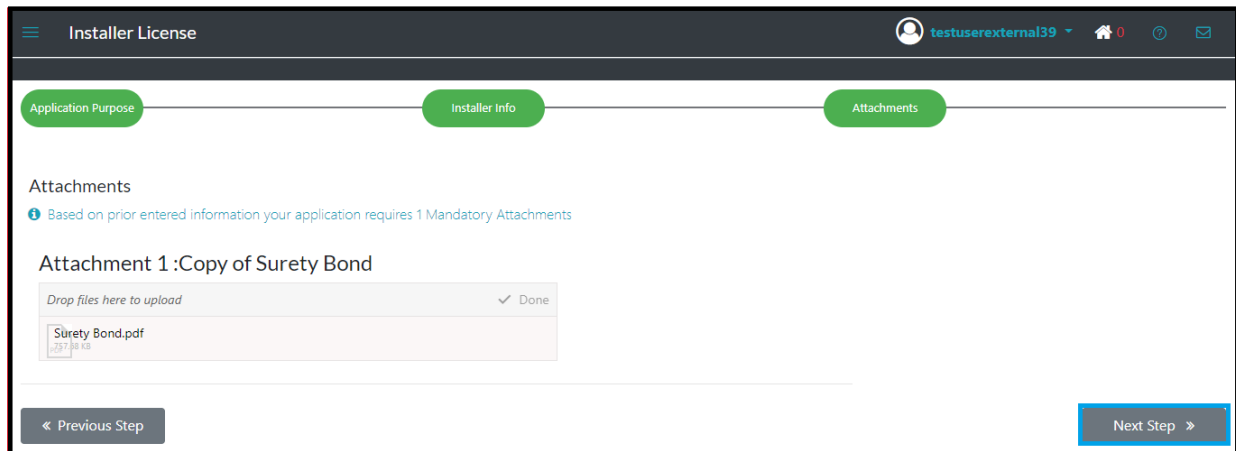 Installer License
testuserexternal39
0
Application Purpose
Installer Info
Attachments
Attachments
Based on prior entered information your application requires 1 Mandatory Attachments
Attachment 1 :Copy of Surety Bond
Drop files here to upload
Done
Surety Bond.pdf
PDF
« Previous Step
Next Step »